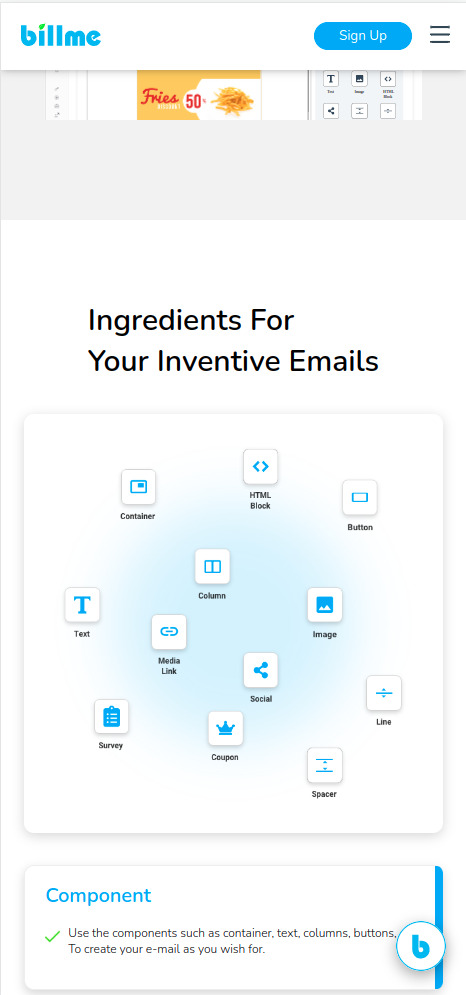 billme
Sign Up
Fries
50
Text
Image
HTML
Block
Ingredients For
Your Inventive Emails
HTML
Block
Container
Button
Column
Text
Image
Media
Link
Social
Line
Survey
Coupon
Spacer
Component
Use the components such as container, text, columns, buttons,
To create your e-mail as you wish for.
b